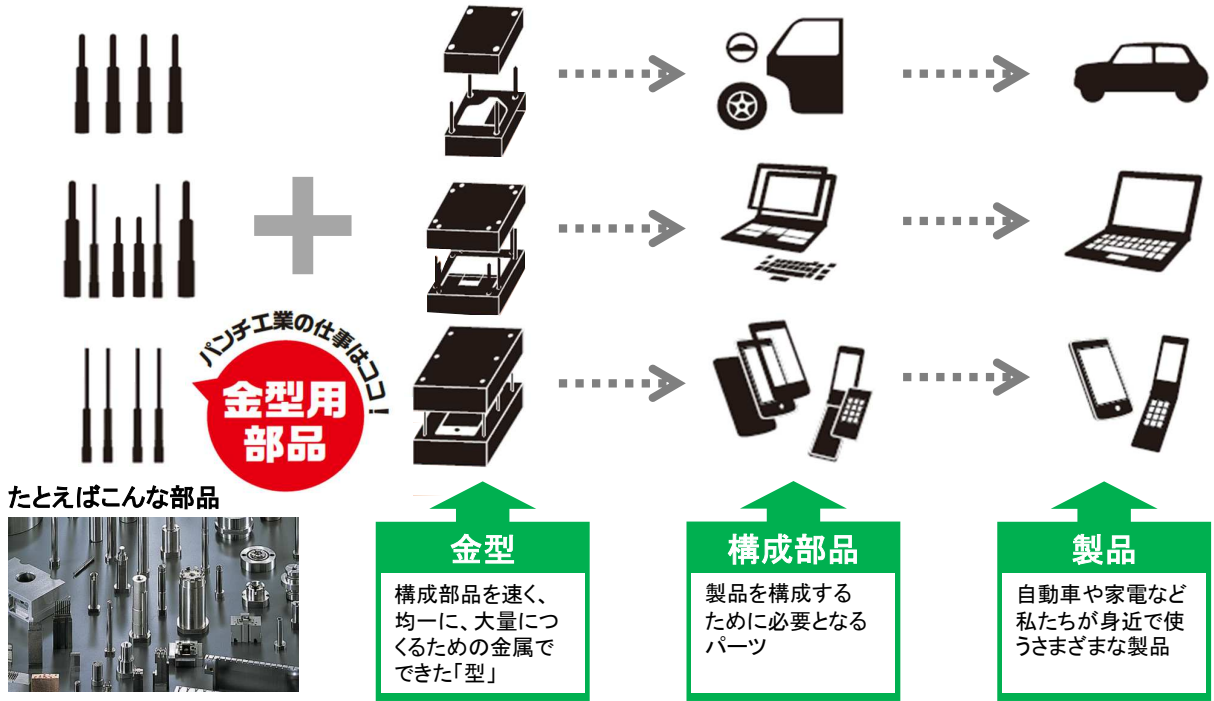 パンチ工業の仕事はココ！
金型用
部品
たとえばこんな部品
金型
構成部品を速く、
均一に、大量につ
くるための金属で
できた「型」
構成部品
製品を構成する
ために必要となる
パーツ
製品
自動車や家電など
私たちが身近で使
うさまざまな製品